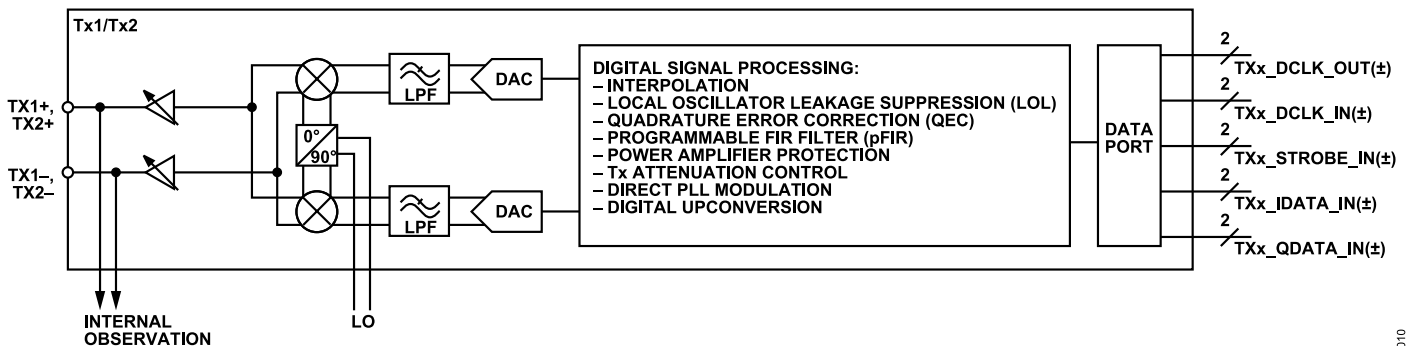 Tx1/Tx2
TX1+,
TX2+
TX1–,
TX2–
0°
90°
LPF
DAC
LPF
DAC
DIGITAL SIGNAL PROCESSING:
– INTERPOLATION
– LOCAL OSCILLATOR LEAKAGE SUPPRESSION (LOL)
– QUADRATURE ERROR CORRECTION (QEC)
– PROGRAMMABLE FIR FILTER (pFIR)
– POWER AMPLIFIER PROTECTION
– Tx ATTENUATION CONTROL
– DIRECT PLL MODULATION
– DIGITAL UPCONVERSION
DATA
PORT
2
TXx_DCLK_OUT(±)
2
TXx_DCLK_IN(±)
2
TXx_STROBE_IN(±)
2
TXx_IDATA_IN(±)
2
TXx_QDATA_IN(±)
INTERNAL
OBSERVATION
LO
010